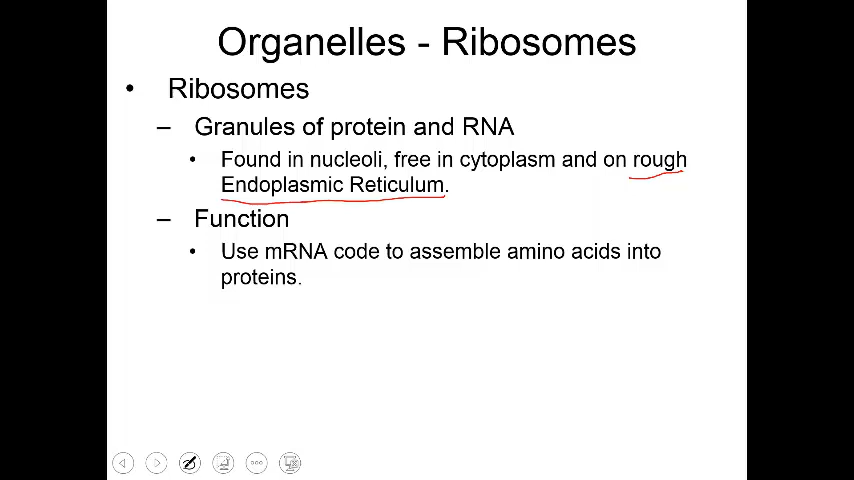 Organelles - Ribosomes
• Ribosomes
– Granules of protein and RNA
• Found in nucleoli, free in cytoplasm and on rough
Endoplasmic Reticulum.
– Function
• Use mRNA code to assemble amino acids into
proteins.